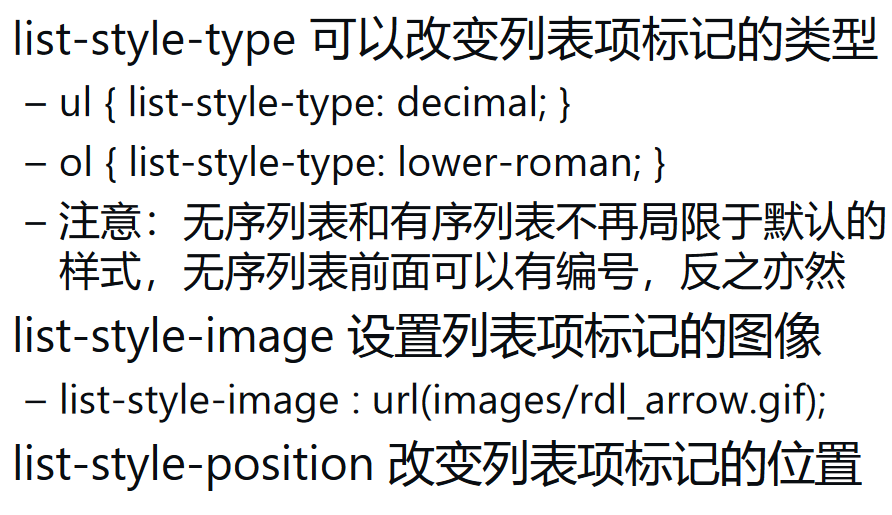 list-style-type 可以改变列表项标记的类型
– ul { list-style-type: decimal; }
– ol { list-style-type: lower-roman; }
– 注意：无序列表和有序列表不再局限于默认的
样式，无序列表前面可以有编号，反之亦然
list-style-image 设置列表项标记的图像
– list-style-image : url(images/rdl_arrow.gif);
list-style-position 改变列表项标记的位置